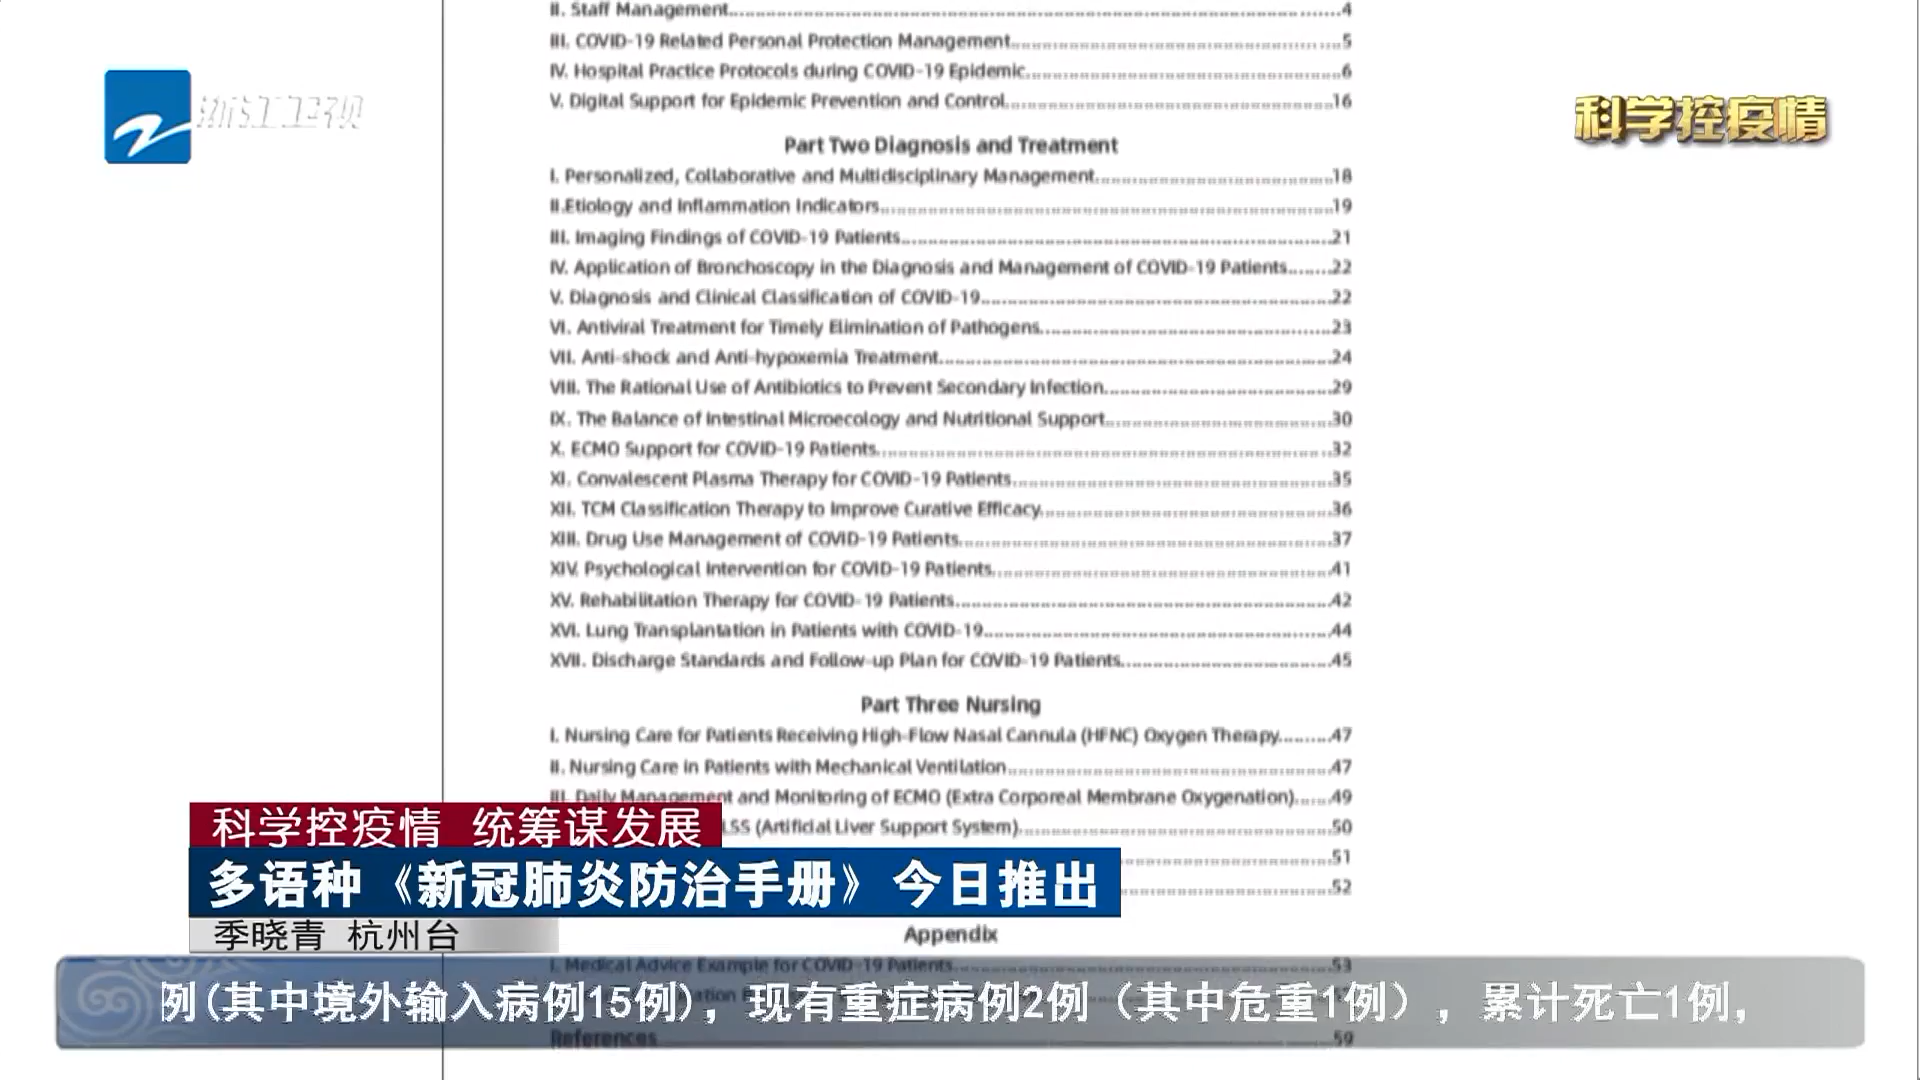 II. Staff Management....4
III. COVID-19 Related Personal Protection Management....5
IV. Hospital Practice Protocols during COVID-19 Epidemic....6
V. Digital Support for Epidemic Prevention and Control....16
浙江卫视
科学控疫情
Part Two Diagnosis and Treatment
I. Personalized, Collaborative and Multidisciplinary Management....18
II.Etiology and Inflammation Indicators....19
III. Imaging Findings of COVID-19 Patients....21
IV. Application of Bronchoscopy in the Diagnosis and Management of COVID-19 Patients....22
V. Diagnosis and Clinical Classification of COVID-19....22
VI. Antiviral Treatment for Timely Elimination of Pathogens....23
VII. Anti-shock and Anti-hypoxemia Treatment....24
VIII. The Rational Use of Antibiotics to Prevent Secondary Infection....29
IX. The Balance of Intestinal Microecology and Nutritional Support....30
X. ECMO Support for COVID-19 Patients....32
XI. Convalescent Plasma Therapy for COVID-19 Patients....35
XII. TCM Classification Therapy to Improve Curative Efficacy....36
XIII. Drug Use Management of COVID-19 Patients....37
XIV. Psychological Intervention for COVID-19 Patients....41
XV. Rehabilitation Therapy for COVID-19 Patients....42
XVI. Lung Transplantation in Patients with COVID-19....44
XVII. Discharge Standards and Follow-up Plan for COVID-19 Patients....45
Part Three Nursing
I. Nursing Care for Patients Receiving High-Flow Nasal Cannula (HFNC) Oxygen Therapy....47
II. Nursing Care in Patients with Mechanical Ventilation....47
III. Daily Management and Monitoring of ECMO (Extra Corporeal Membrane Oxygenation)....49
LSS (Artificial Liver Support System)....50
....51
....52
科学控疫情 统筹谋发展
多语种《新冠肺炎防治手册》今日推出
季晓青 杭州台
Appendix
I. Medical Advice Example for COVID-19 Patients....53
例(其中境外输入病例15例)，现有重症病例2例（其中危重1例），累计死亡1例，
References....59